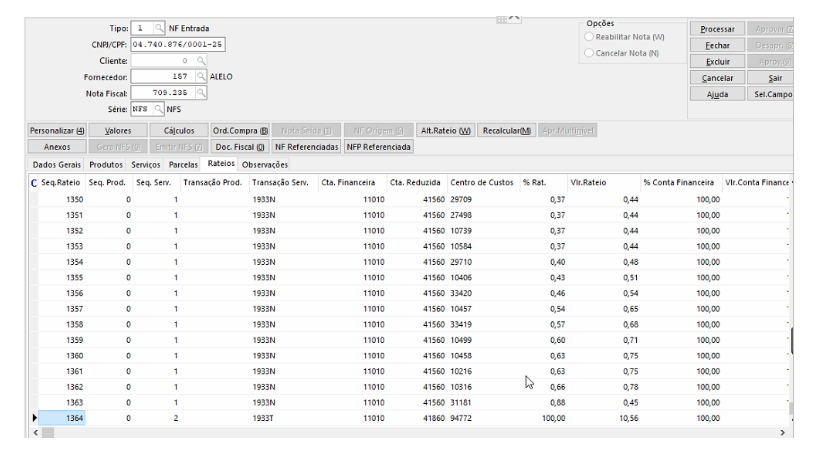 Tipo: 1 NF Entrada
CNPJ/CPF: 04.740.876/0001-25
Cliente: 0
Fornecedor: 187 ALELO
Nota Fiscal: 709.235
Série: NFS NFS
Opções
Reabilitar Nota (W)
Cancelar Nota (N)
Processar Aprovar
Fechar Desapr.
Excluir Aprov.
Cancelar Sair
Ajuda Sel.Campo
Personalizar (4) Valores Cálculos Ord.Compra (B) Nota Saída (1) NF Origem Alt.Rateio (W) Recalcular(M) Apr.Multinível
Anexos Gera NFS Emitir NFS Doc. Fiscal (Q) NF Referenciadas NFP Referenciada
Dados Gerais Produtos Serviços Parcelas Rateios Observações
C Seq.Rateio Seq. Prod. Seq. Serv. Transação Prod. Transação Serv. Cta. Financeira Cta. Reduzida Centro de Custos % Rat. Vlr.Rateio % Conta Financeira Vlr.Conta Finance
1350 0 1 1933N 11010 41560 29709 0,37 0,44 100,00
1351 0 1 1933N 11010 41560 27498 0,37 0,44 100,00
1352 0 1 1933N 11010 41560 10739 0,37 0,44 100,00
1353 0 1 1933N 11010 41560 10584 0,37 0,44 100,00
1354 0 1 1933N 11010 41560 29710 0,40 0,48 100,00
1355 0 1 1933N 11010 41560 10406 0,43 0,51 100,00
1356 0 1 1933N 11010 41560 33420 0,46 0,54 100,00
1357 0 1 1933N 11010 41560 10457 0,54 0,65 100,00
1358 0 1 1933N 11010 41560 33419 0,57 0,68 100,00
1359 0 1 1933N 11010 41560 10499 0,60 0,71 100,00
1360 0 1 1933N 11010 41560 10458 0,63 0,75 100,00
1361 0 1 1933N 11010 41560 10216 0,63 0,75 100,00
1362 0 1 1933N 11010 41560 10316 0,66 0,78 100,00
1363 0 1 1933N 11010 41560 31181 0,88 0,45 100,00
1364 0 2 1933T 11010 41860 94772 100,00 10,56 100,00